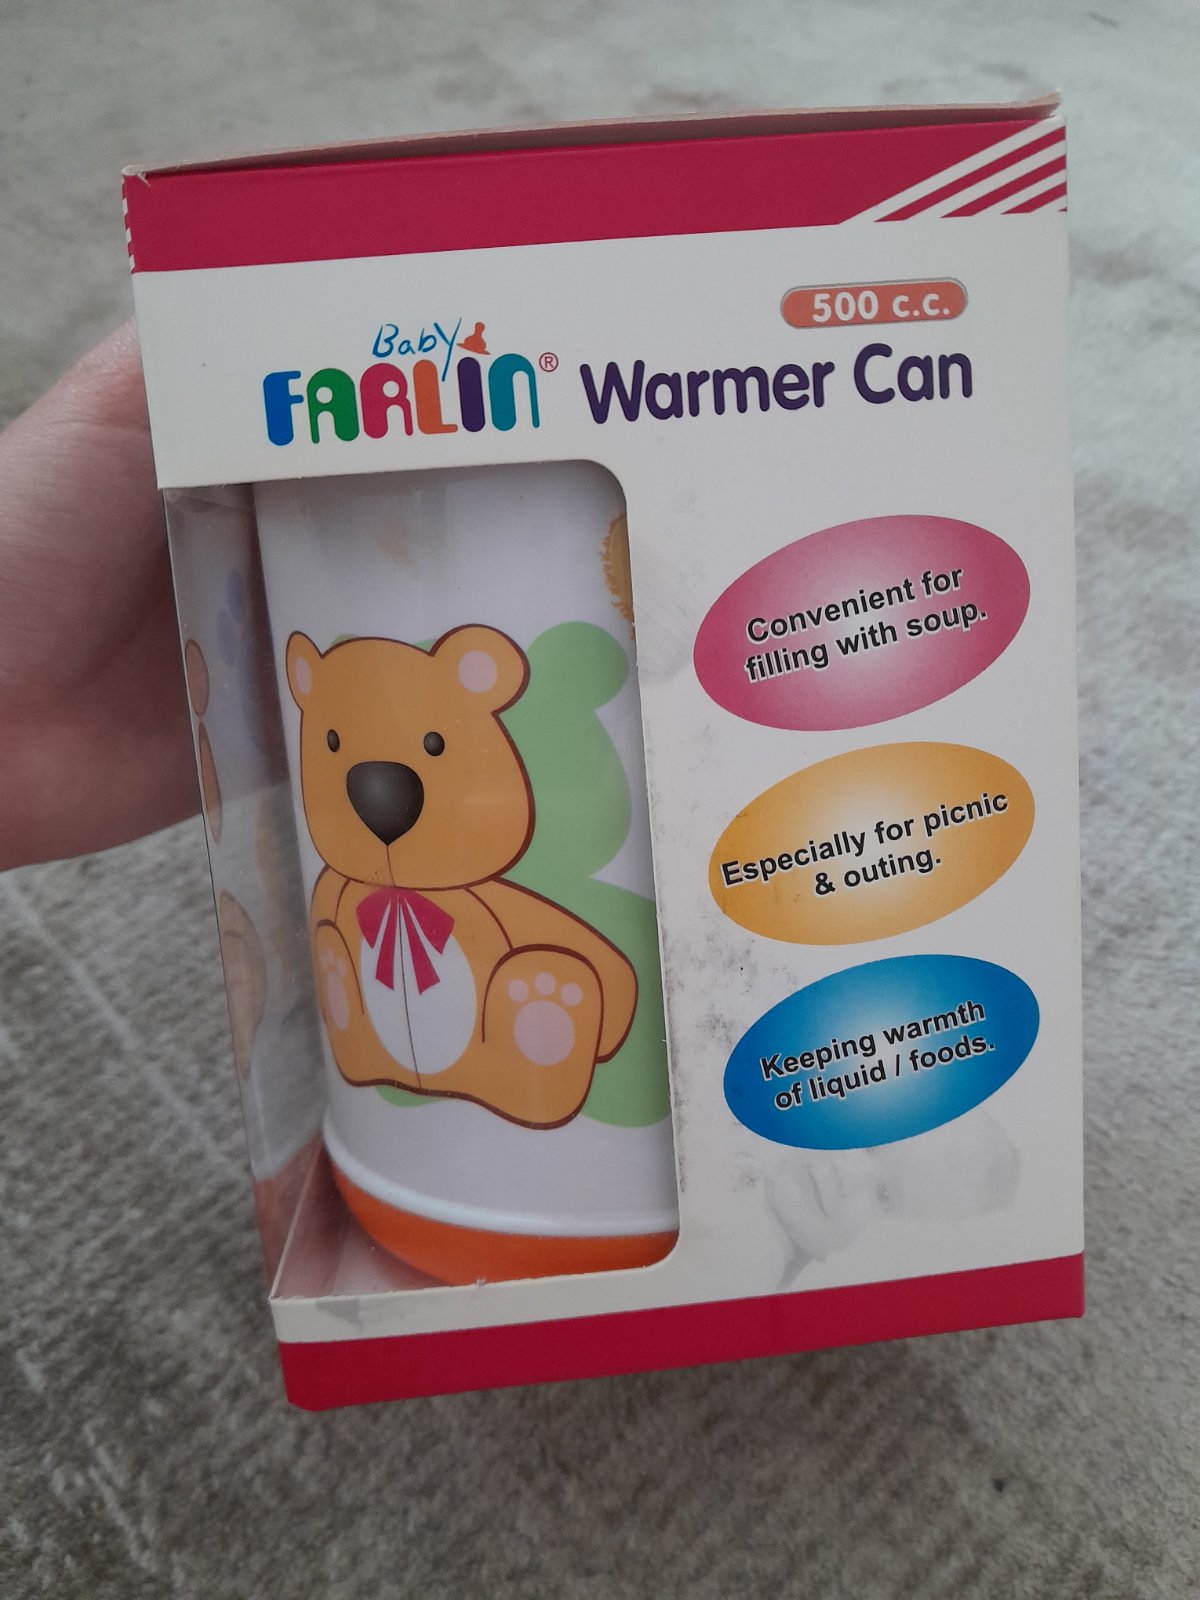 500 c.c.
Baby
FARLIN® Warmer Can
Convenient for
filling with soup.
Especially for picnic
& outing.
Keeping warmth
of liquid / foods.